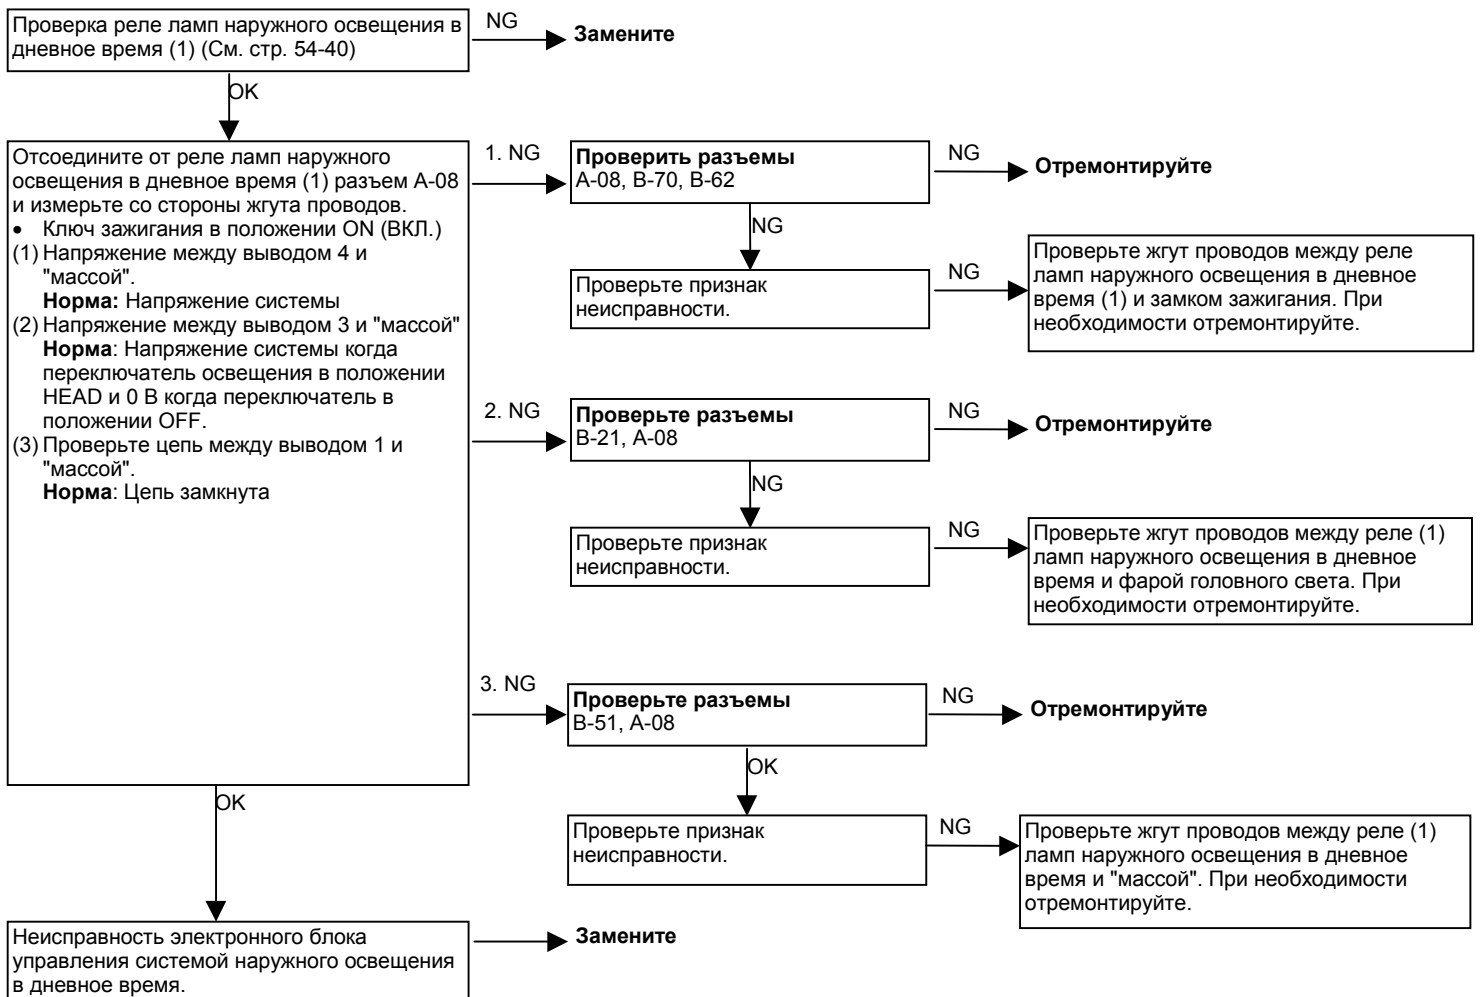 Проверка реле ламп наружного освещения в
дневное время (1) (См. стр. 54-40)
NG
Замените
OK
Отсоедините от реле ламп наружного
освещения в дневное время (1) разъем А-08
и измерьте со стороны жгута проводов.
• Ключ зажигания в положении ON (ВКЛ.)
(1) Напряжение между выводом 4 и
"массой".
Норма: Напряжение системы
(2) Напряжение между выводом 3 и "массой"
Норма: Напряжение системы когда
переключатель освещения в положении
HEAD и 0 В когда переключатель в
положении OFF.
(3) Проверьте цепь между выводом 1 и
"массой".
Норма: Цепь замкнута
1. NG
Проверить разъемы
А-08, В-70, В-62
NG
Отремонтируйте
NG
Проверьте признак
неисправности.
NG
Проверьте жгут проводов между реле
ламп наружного освещения в дневное
время (1) и замком зажигания. При
необходимости отремонтируйте.
2. NG
Проверьте разъемы
В-21, А-08
NG
Отремонтируйте
NG
Проверьте признак
неисправности.
NG
Проверьте жгут проводов между реле (1)
ламп наружного освещения в дневное
время и фарой головного света. При
необходимости отремонтируйте.
3. NG
Проверьте разъемы
В-51, А-08
NG
Отремонтируйте
OK
Проверьте признак
неисправности.
NG
Проверьте жгут проводов между реле (1)
ламп наружного освещения в дневное
время и "массой". При необходимости
отремонтируйте.
OK
Неисправность электронного блока
управления системой наружного освещения
в дневное время.
Замените